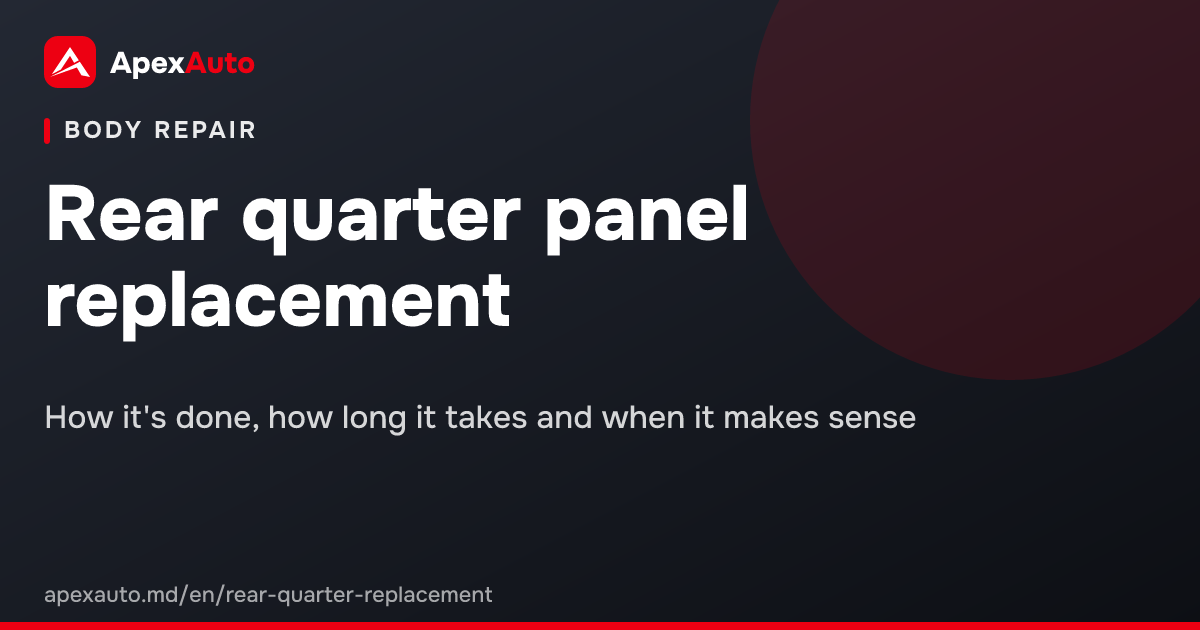 ApexAuto
BODY REPAIR
Rear quarter panel
replacement
How it's done, how long it takes and when it makes sense
apexauto.md/en/rear-quarter-replacement